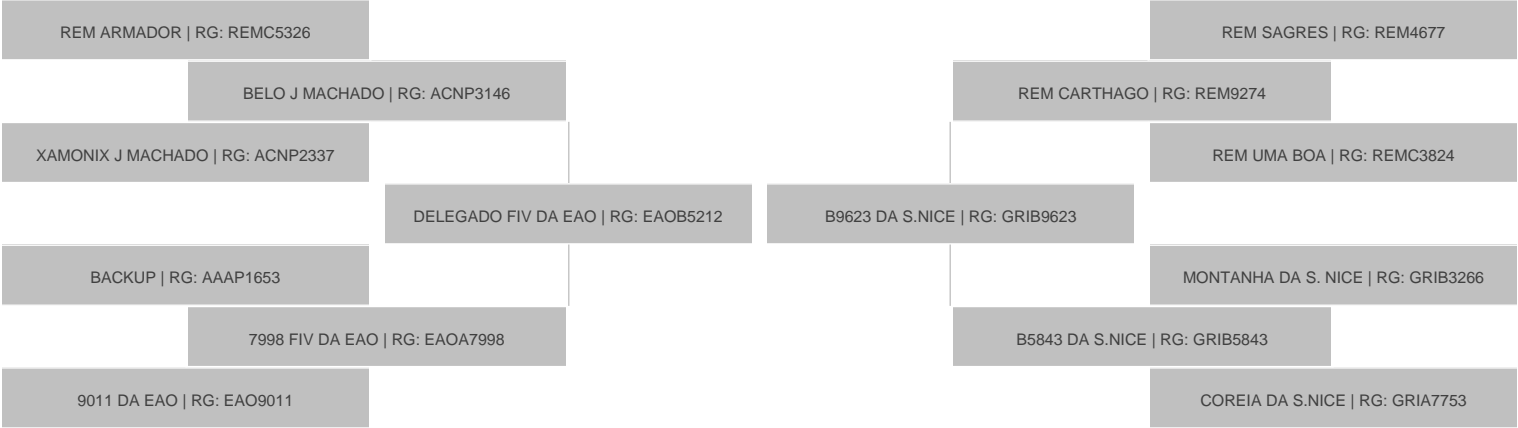 REM ARMADOR | RG: REMC5326
REM SAGRES | RG: REM4677
BELO J MACHADO | RG: ACNP3146
REM CARTHAGO | RG: REM9274
XAMONIX J MACHADO | RG: ACNP2337
REM UMA BOA | RG: REMC3824
DELEGADO FIV DA EAO | RG: EAOB5212
B9623 DA S.NICE | RG: GRIB9623
BACKUP | RG: AAAP1653
MONTANHA DA S. NICE | RG: GRIB3266
7998 FIV DA EAO | RG: EAOA7998
B5843 DA S.NICE | RG: GRIB5843
9011 DA EAO | RG: EAO9011
COREIA DA S.NICE | RG: GRIA7753